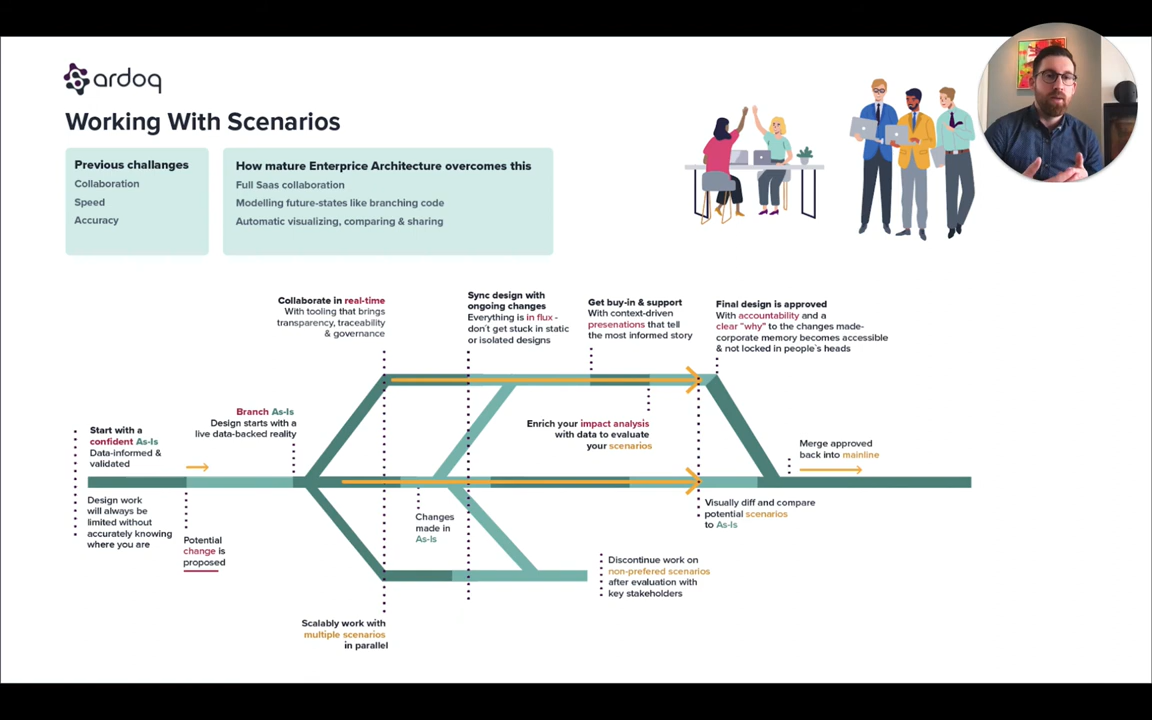 ardoq
Working With Scenarios
Previous challanges
Collaboration
Speed
Accuracy
How mature Enterprice Architecture overcomes this
Full Saas collaboration
Modelling future-states like branching code
Automatic visualizing, comparing & sharing
Collaborate in real-time
With tooling that brings
transparency, traceability
& governance
Sync design with
ongoing changes
Everything is in flux -
don't get stuck in static
or isolated designs
Get buy-in & support
With context-driven
presenations that tell
the most informed story
Final design is approved
With accountability and a
clear "why" to the changes made-
corporate memory becomes accessible
& not locked in people`s heads
Branch As-Is
Design starts with a
live data-backed reality
Start with a
confident As-Is
Data-informed &
validated
Enrich your impact analysis
with data to evaluate
your scenarios
Merge approved
back into mainline
Design work
will always be
limited without
accurately knowing
where you are
Potential
change is
proposed
Changes
made in
As-Is
Visually diff and compare
potential scenarios
to As-Is
Discontinue work on
non-prefered scenarios
after evaluation with
key stakeholders
Scalably work with
multiple scenarios
in parallel